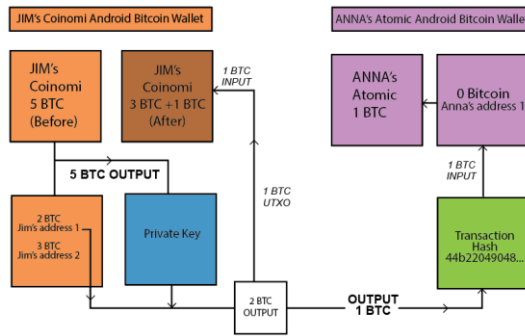 JIM's Coinomi Android Bitcoin Wallet
ANNA's Atomic Android Bitcoin Wallet
JIM's
Coinomi
5 BTC
(Before)
JIM's
Coinomi
3 BTC +1 BTC
(After)
1 BTC
INPUT
ANNA's
Atomic
1 BTC
0 Bitcoin
Anna's address 1
5 BTC OUTPUT
1 BTC
UTXO
1 BTC
INPUT
2 BTC
Jim's address 1
3 BTC
Jim's address 2
Private Key
2 BTC
OUTPUT
OUTPUT
1 BTC
Transaction
Hash
44b22049048...